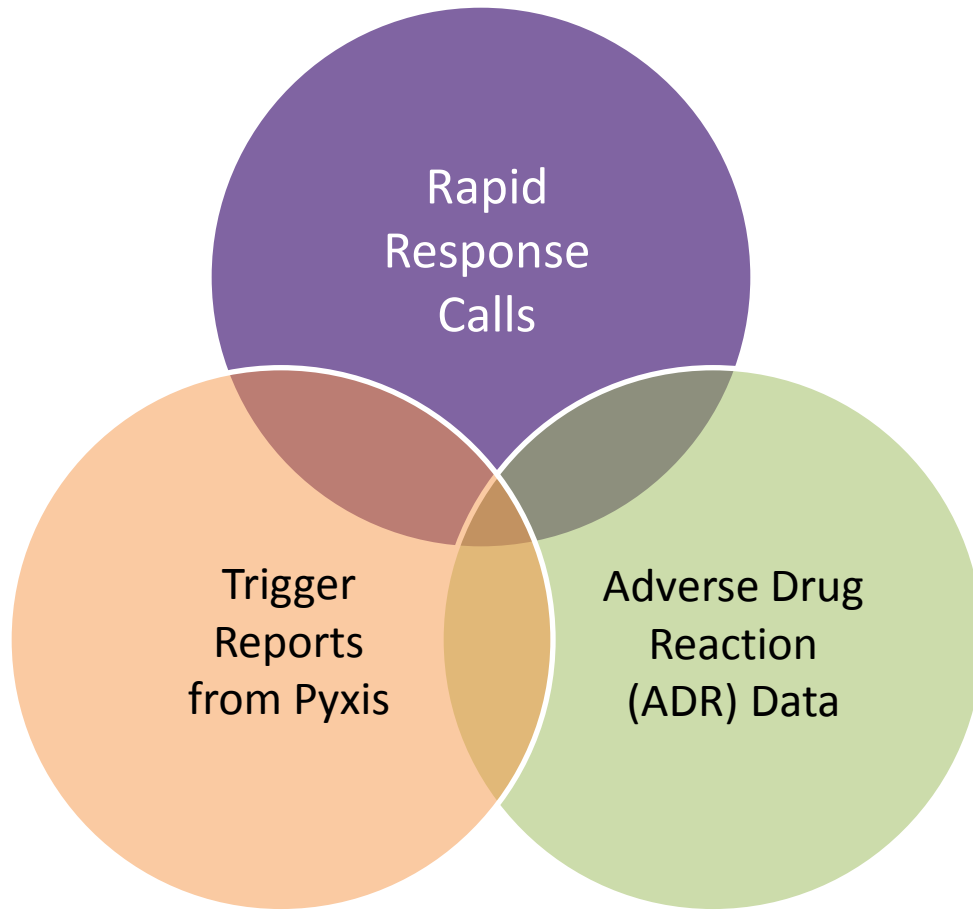 Rapid
Response
Calls
Trigger
Reports
from Pyxis
Adverse Drug
Reaction
(ADR) Data